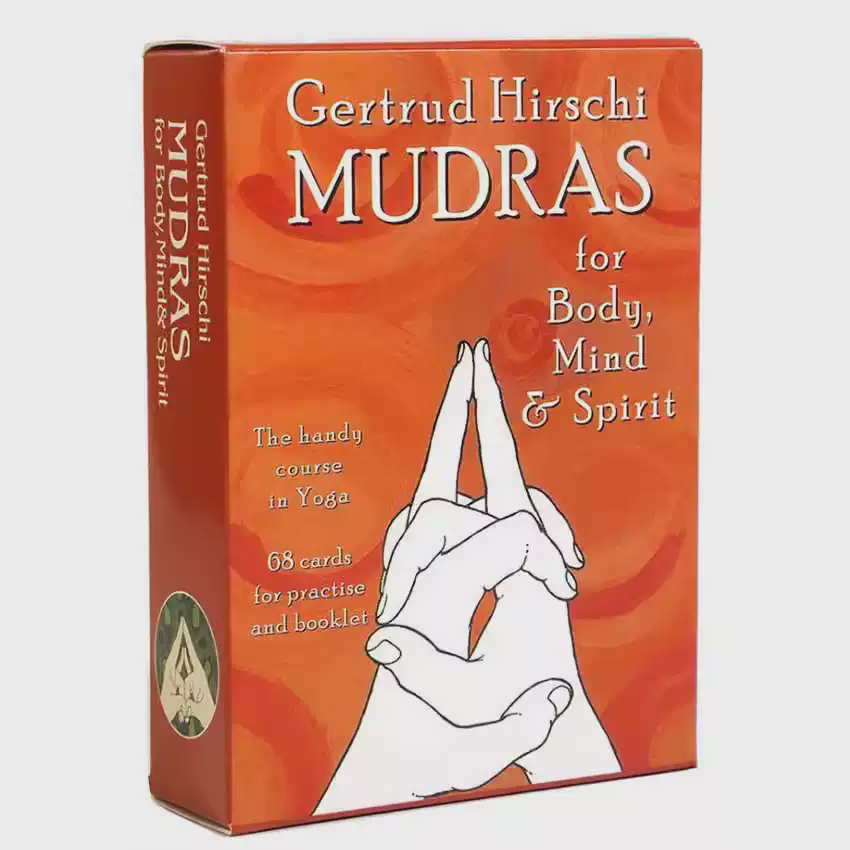 Gertrud Hirschi
MUDRAS
for
Body,
Mind
& Spirit
The handy
course
in Yoga
68 cards
for practise
and booklet
Gertrud Hirschi
MUDRAS
for Body, Mind & Spirit